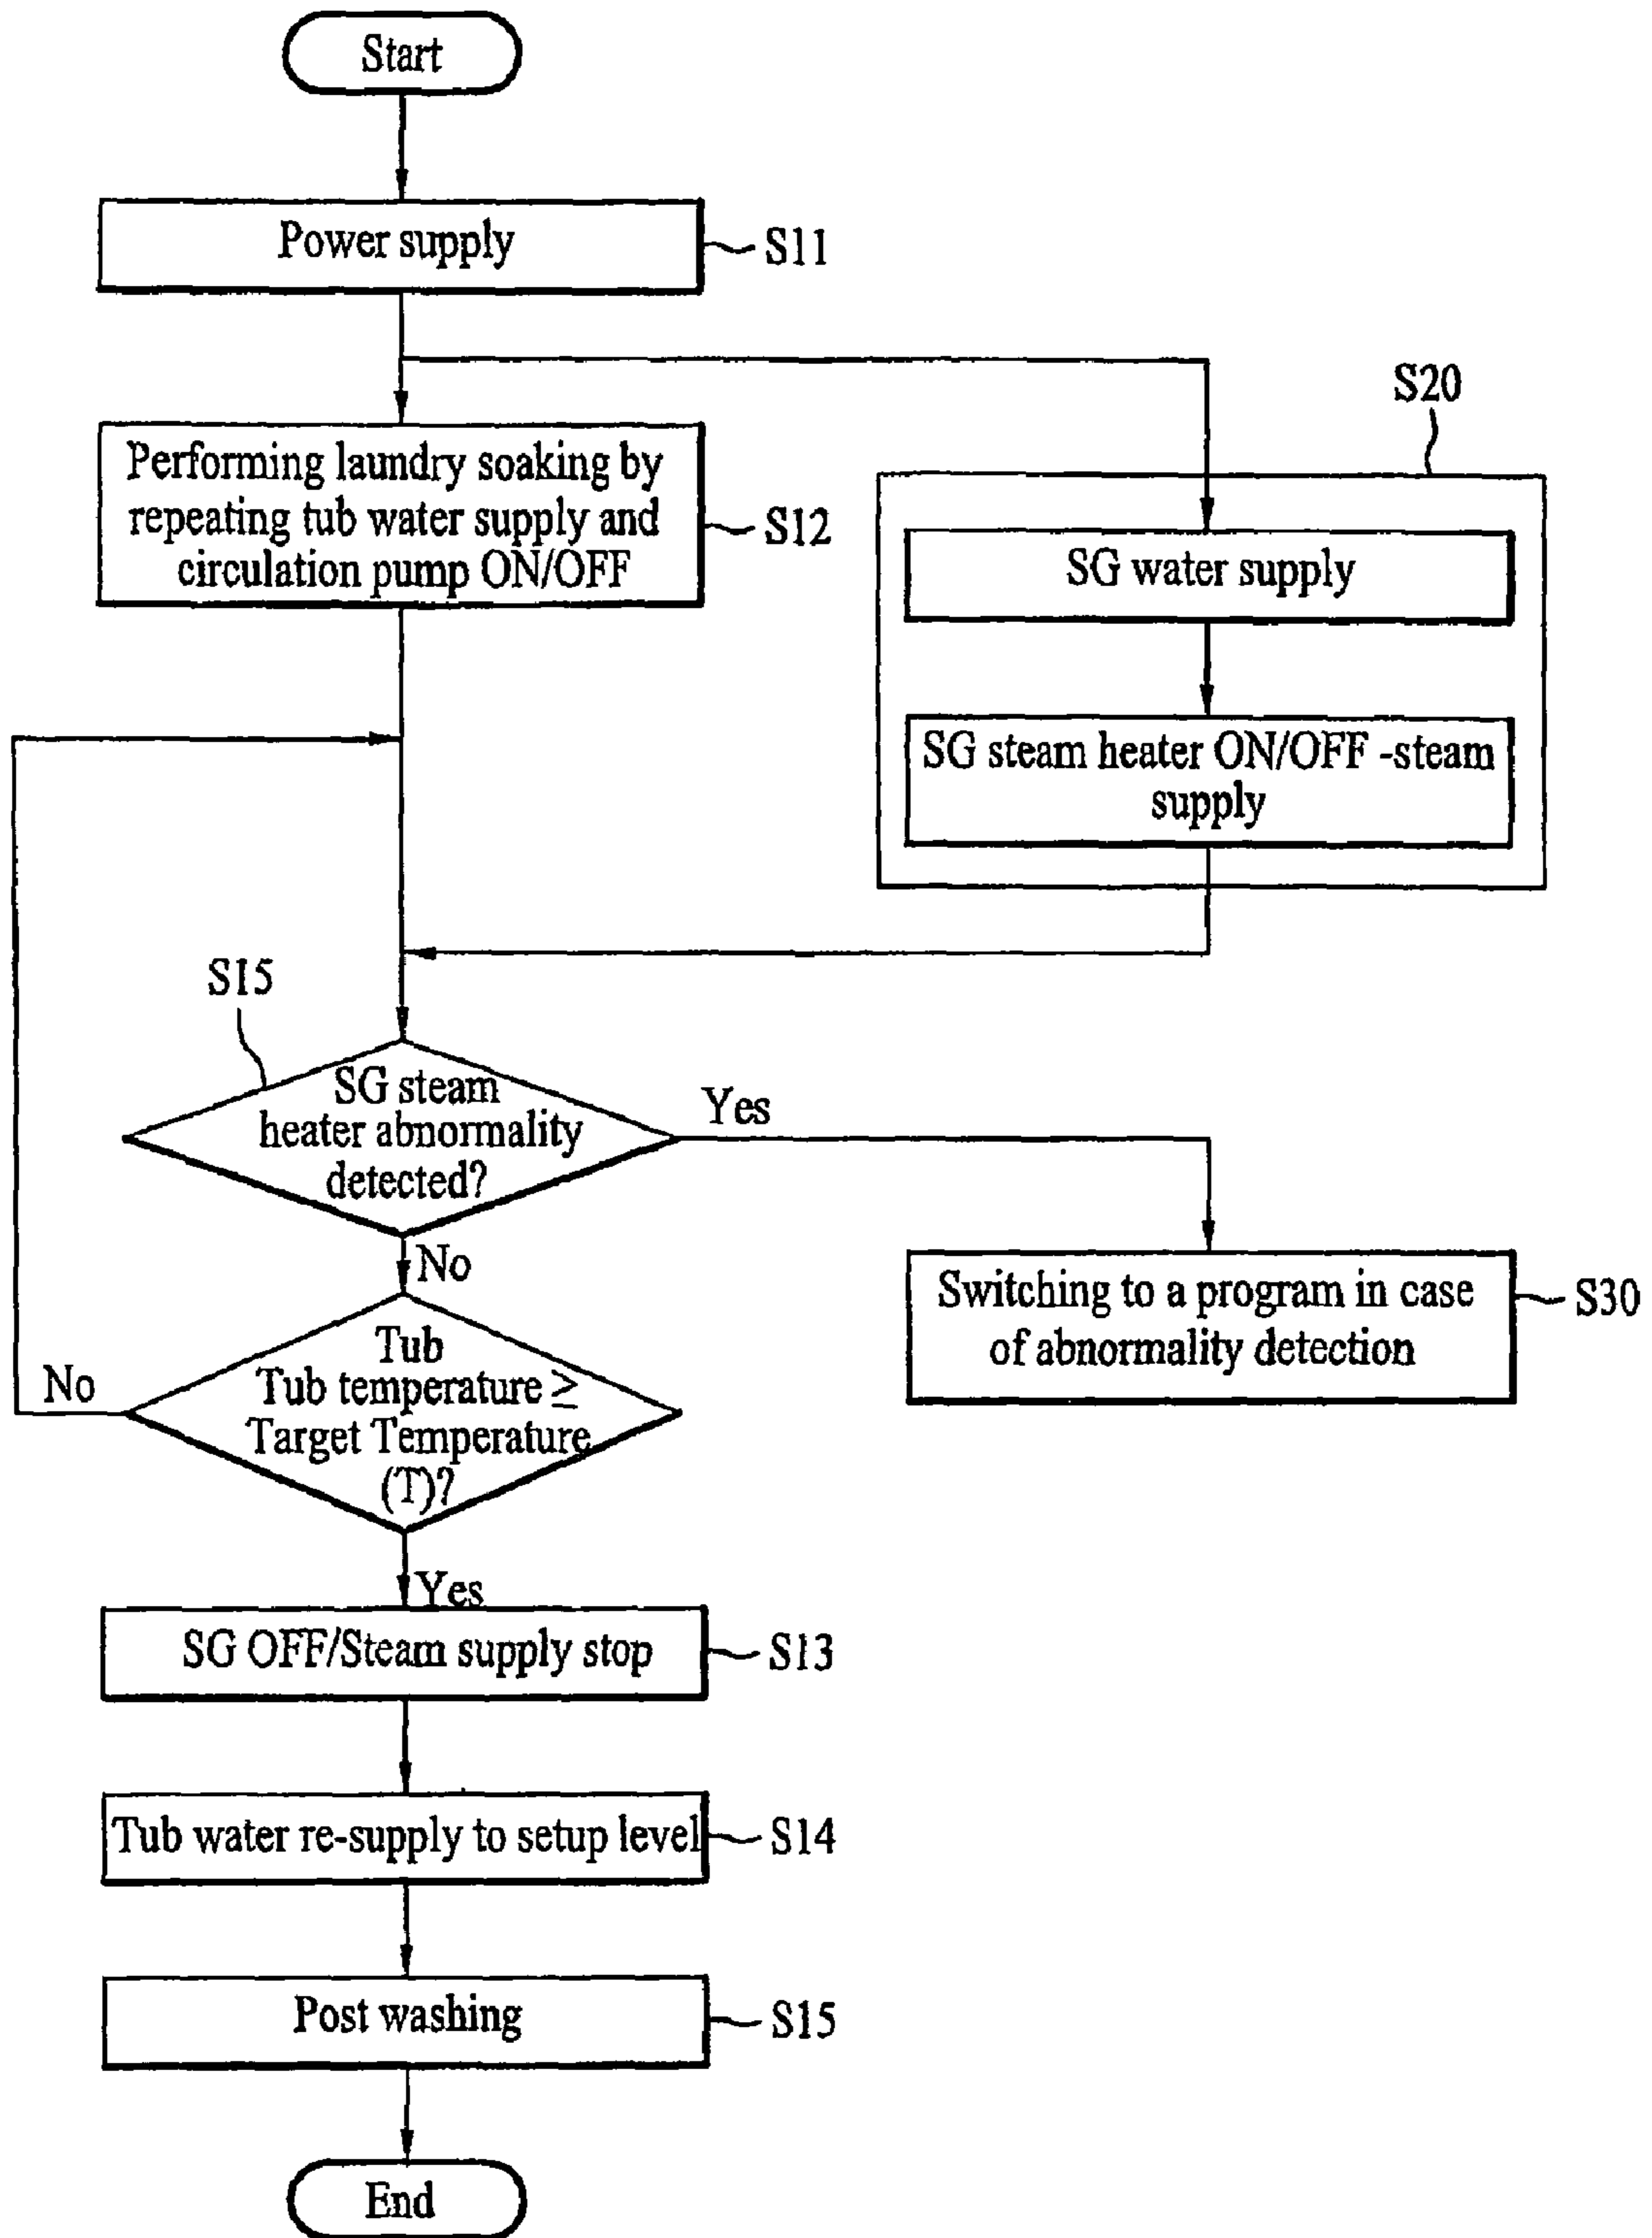 Start
Power supply
S11
S20
Performing laundry soaking by
repeating tub water supply and
circulation pump ON/OFF
S12
SG water supply
SG steam heater ON/OFF -steam
supply
S15
SG steam
heater abnormality
detected?
Yes
No
Switching to a program in case
of abnormality detection
S30
Tub
Tub temperature ≥
Target Temperature
(T)?
No
Yes
SG OFF/Steam supply stop
S13
Tub water re-supply to setup level
S14
Post washing
S15
End